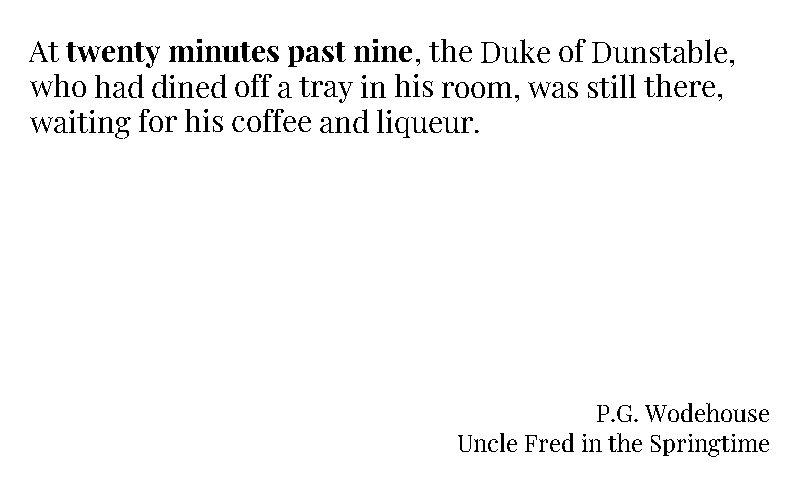 At twenty minutes past nine, the Duke of Dunstable,
who had dined off a tray in his room, was still there,
waiting for his coffee and liqueur.
P.G. Wodehouse
Uncle Fred in the Springtime